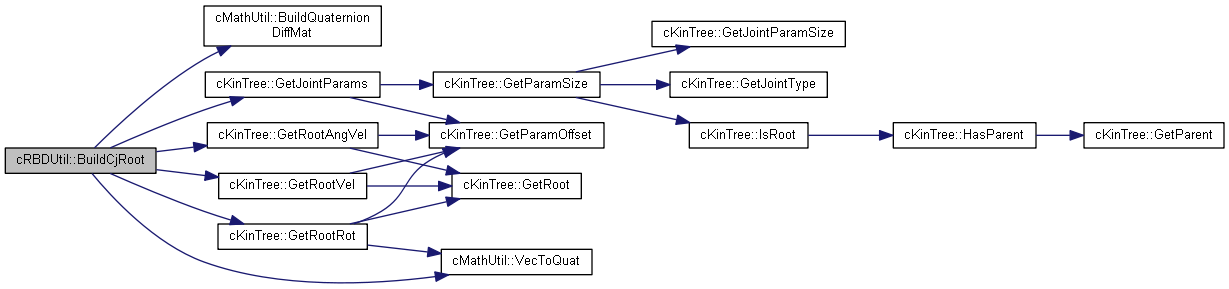 cRBDUtil::BuildCjRoot
cMathUtil::BuildQuaternion
DiffMat
cKinTree::GetJointParams
cKinTree::GetRootAngVel
cKinTree::GetRootVel
cKinTree::GetRootRot
cKinTree::GetParamSize
cKinTree::GetParamOffset
cKinTree::GetRoot
cMathUtil::VecToQuat
cKinTree::GetJointParamSize
cKinTree::GetJointType
cKinTree::IsRoot
cKinTree::HasParent
cKinTree::GetParent